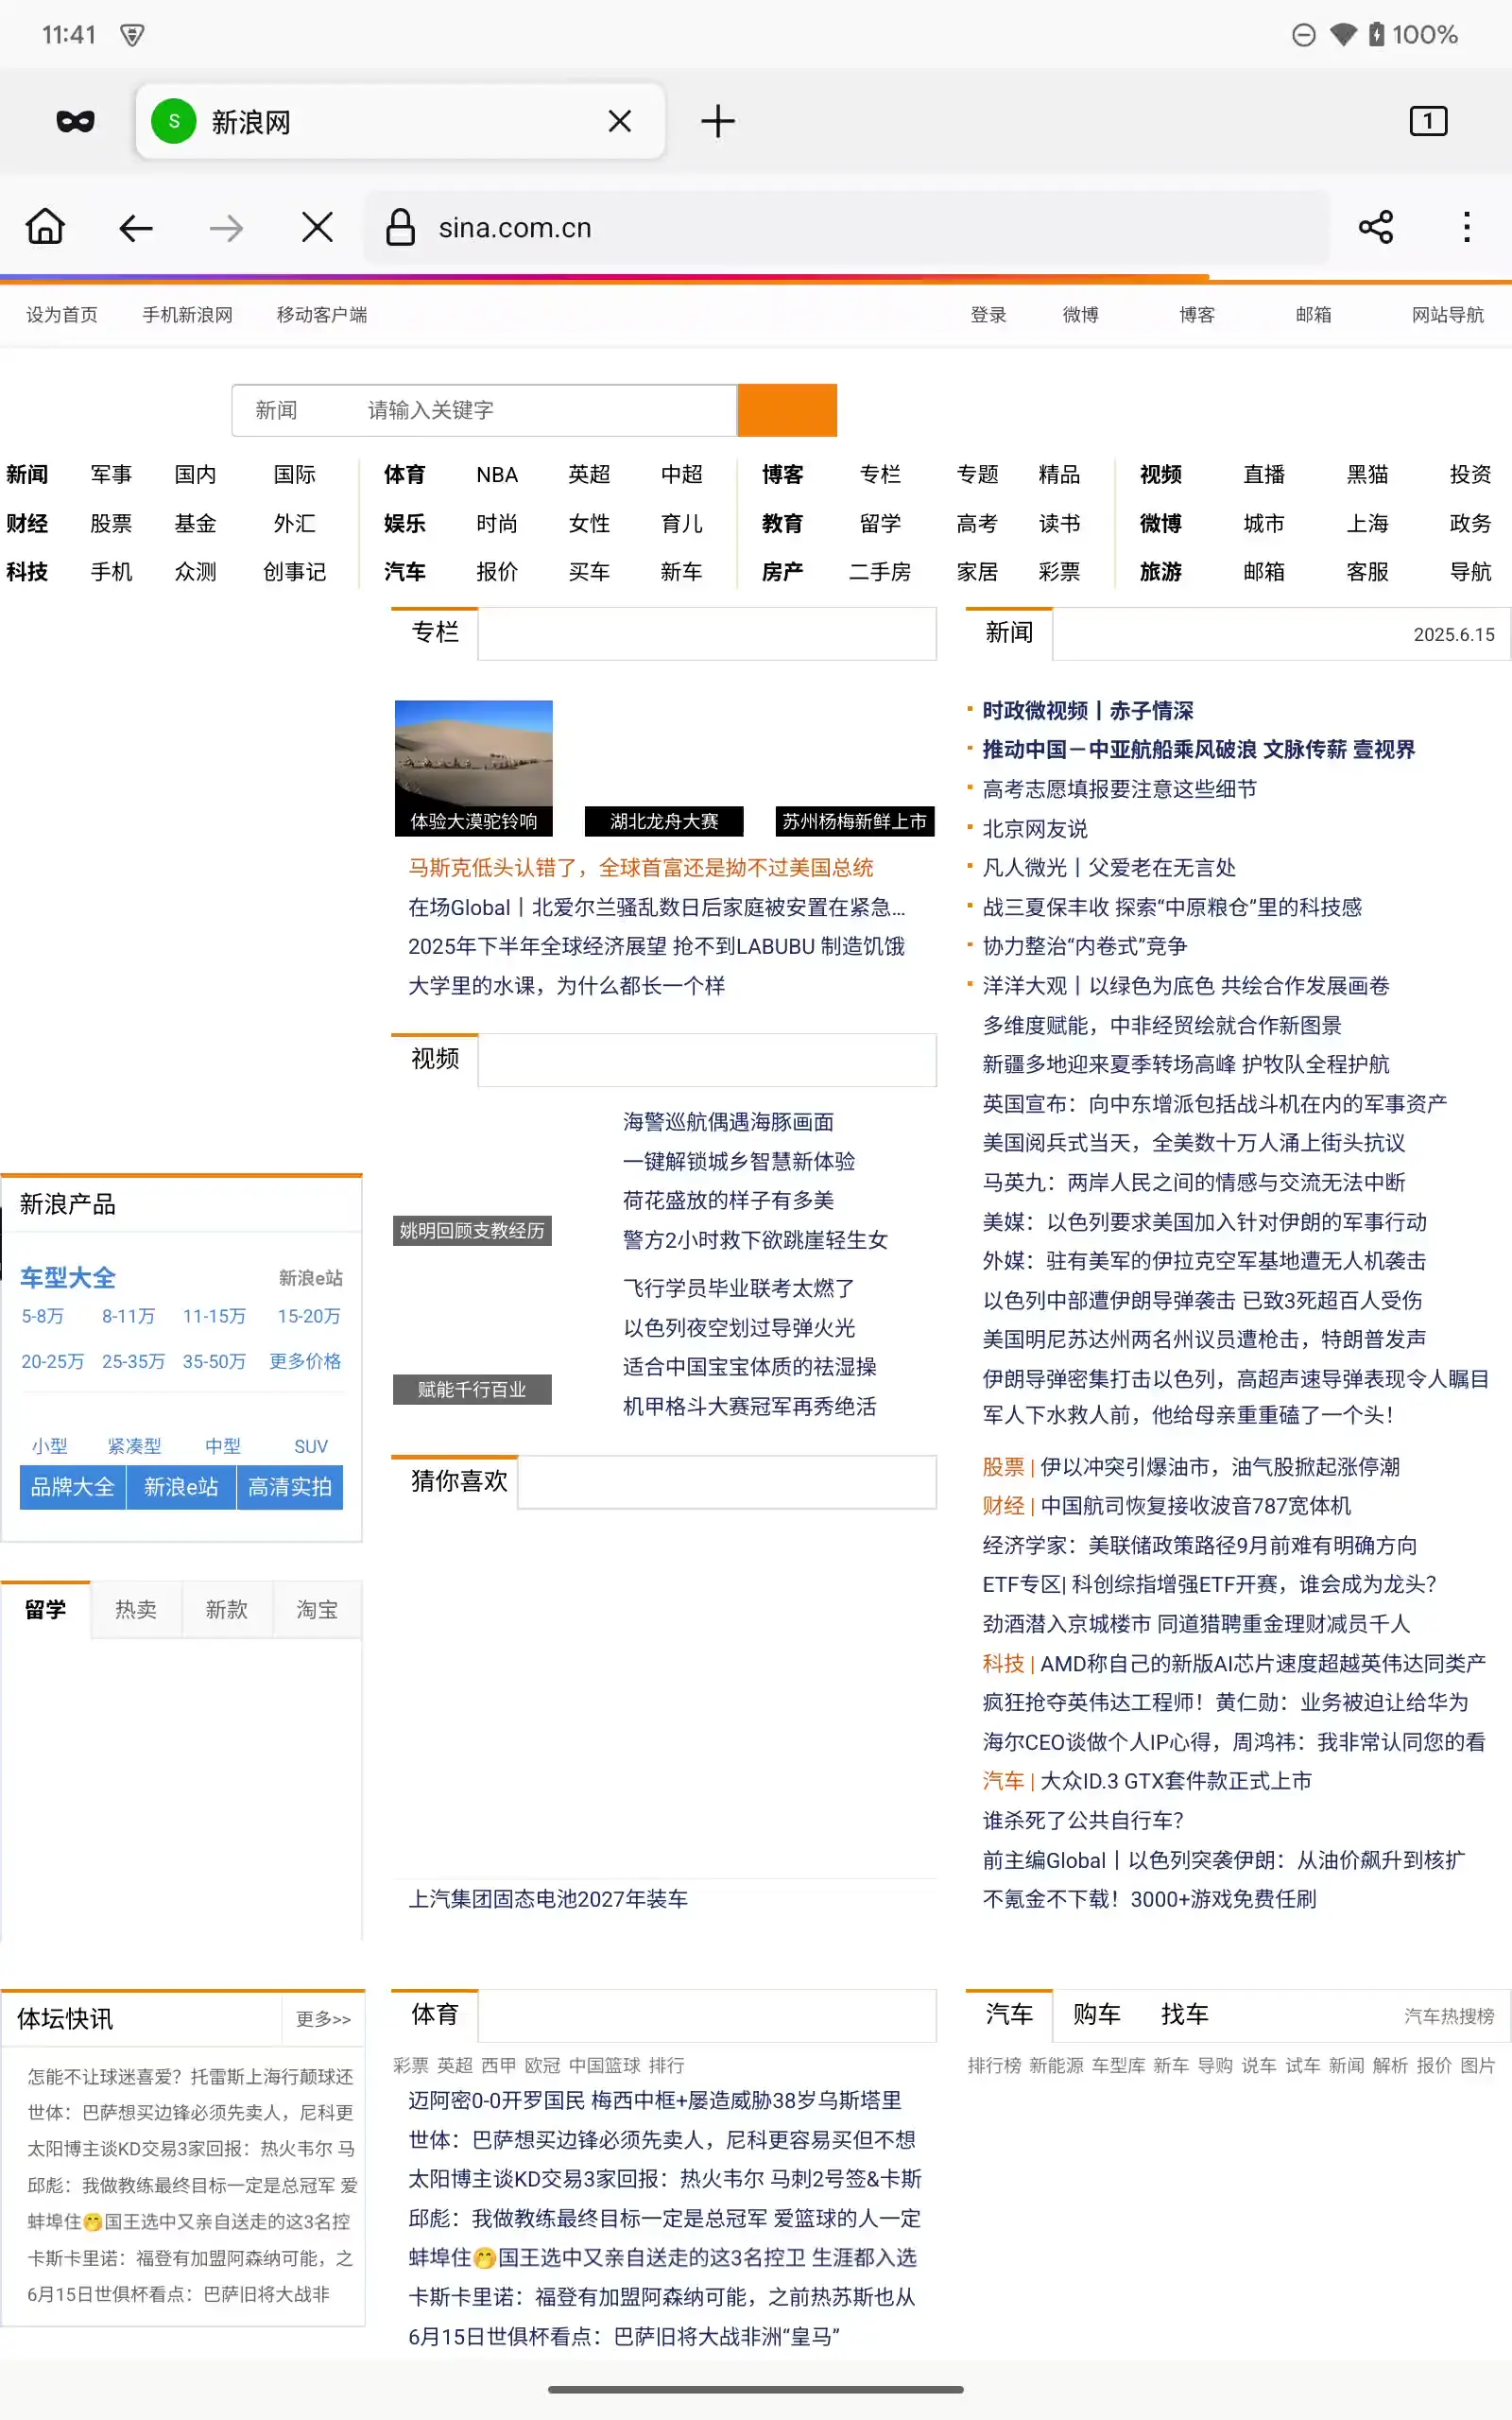 11:41
100%
S 新浪网
1
sina.com.cn
设为首页 手机新浪网 移动客户端 登录 微博 博客 邮箱 网站导航
新闻 请输入关键字
新闻 军事 国内 国际 体育 NBA 英超 中超 博客 专栏 专题 精品 视频 直播 黑猫 投资
财经 股票 基金 外汇 娱乐 时尚 女性 育儿 教育 留学 高考 读书 微博 城市 上海 政务
科技 手机 众测 创事记 汽车 报价 买车 新车 房产 二手房 家居 彩票 旅游 邮箱 客服 导航
新浪产品
车型大全 新浪e站
5-8万 8-11万 11-15万 15-20万
20-25万 25-35万 35-50万 更多价格
小型 紧凑型 中型 SUV
品牌大全 新浪e站 高清实拍
留学 热卖 新款 淘宝
专栏
体验大漠驼铃响 湖北龙舟大赛 苏州杨梅新鲜上市
马斯克低头认错了，全球首富还是拗不过美国总统
在场Global丨北爱尔兰骚乱数日后家庭被安置在紧急...
2025年下半年全球经济展望 抢不到LABUBU 制造饥饿
大学里的水课，为什么都长一个样
视频
海警巡航偶遇海豚画面
一键解锁城乡智慧新体验
荷花盛放的样子有多美
姚明回顾支教经历
警方2小时救下欲跳崖轻生女
飞行学员毕业联考太燃了
以色列夜空划过导弹火光
适合中国宝宝体质的祛湿操
赋能千行百业
机甲格斗大赛冠军再秀绝活
猜你喜欢
上汽集团固态电池2027年装车
新闻 2025.6.15
时政微视频丨赤子情深
推动中国－中亚航船乘风破浪 文脉传薪 壹视界
高考志愿填报要注意这些细节
北京网友说
凡人微光丨父爱老在无言处
战三夏保丰收 探索“中原粮仓”里的科技感
协力整治“内卷式”竞争
洋洋大观丨以绿色为底色 共绘合作发展画卷
多维度赋能，中非经贸绘就合作新图景
新疆多地迎来夏季转场高峰 护牧队全程护航
英国宣布：向中东增派包括战斗机在内的军事资产
美国阅兵式当天，全美数十万人涌上街头抗议
马英九：两岸人民之间的情感与交流无法中断
美媒：以色列要求美国加入针对伊朗的军事行动
外媒：驻有美军的伊拉克空军基地遭无人机袭击
以色列中部遭伊朗导弹袭击 已致3死超百人受伤
美国明尼苏达州两名州议员遭枪击，特朗普发声
伊朗导弹密集打击以色列，高超声速导弹表现令人瞩目
军人下水救人前，他给母亲重重磕了一个头！
股票 | 伊以冲突引爆油市，油气股掀起涨停潮
财经 | 中国航司恢复接收波音787宽体机
经济学家：美联储政策路径9月前难有明确方向
ETF专区| 科创综指增强ETF开赛，谁会成为龙头？
劲酒潜入京城楼市 同道猎聘重金理财减员千人
科技 | AMD称自己的新版AI芯片速度超越英伟达同类产
疯狂抢夺英伟达工程师！黄仁勋：业务被迫让给华为
海尔CEO谈做个人IP心得，周鸿祎：我非常认同您的看
汽车 | 大众ID.3 GTX套件款正式上市
谁杀死了公共自行车？
前主编Global丨以色列突袭伊朗：从油价飙升到核扩
不氪金不下载！3000+游戏免费任刷
体坛快讯 更多>>
怎能不让球迷喜爱？托雷斯上海行颠球还
世体：巴萨想买边锋必须先卖人，尼科更
太阳博主谈KD交易3家回报：热火韦尔 马
邱彪：我做教练最终目标一定是总冠军 爱
蚌埠住🤭国王选中又亲自送走的这3名控
卡斯卡里诺：福登有加盟阿森纳可能，之
6月15日世俱杯看点：巴萨旧将大战非
体育
彩票 英超 西甲 欧冠 中国篮球 排行
迈阿密0-0开罗国民 梅西中框+屡造威胁38岁乌斯塔里
世体：巴萨想买边锋必须先卖人，尼科更容易买但不想
太阳博主谈KD交易3家回报：热火韦尔 马刺2号签&卡斯
邱彪：我做教练最终目标一定是总冠军 爱篮球的人一定
蚌埠住🤭国王选中又亲自送走的这3名控卫 生涯都入选
卡斯卡里诺：福登有加盟阿森纳可能，之前热苏斯也从
6月15日世俱杯看点：巴萨旧将大战非洲“皇马”
汽车 购车 找车 汽车热搜榜
排行榜 新能源 车型库 新车 导购 说车 试车 新闻 解析 报价 图片